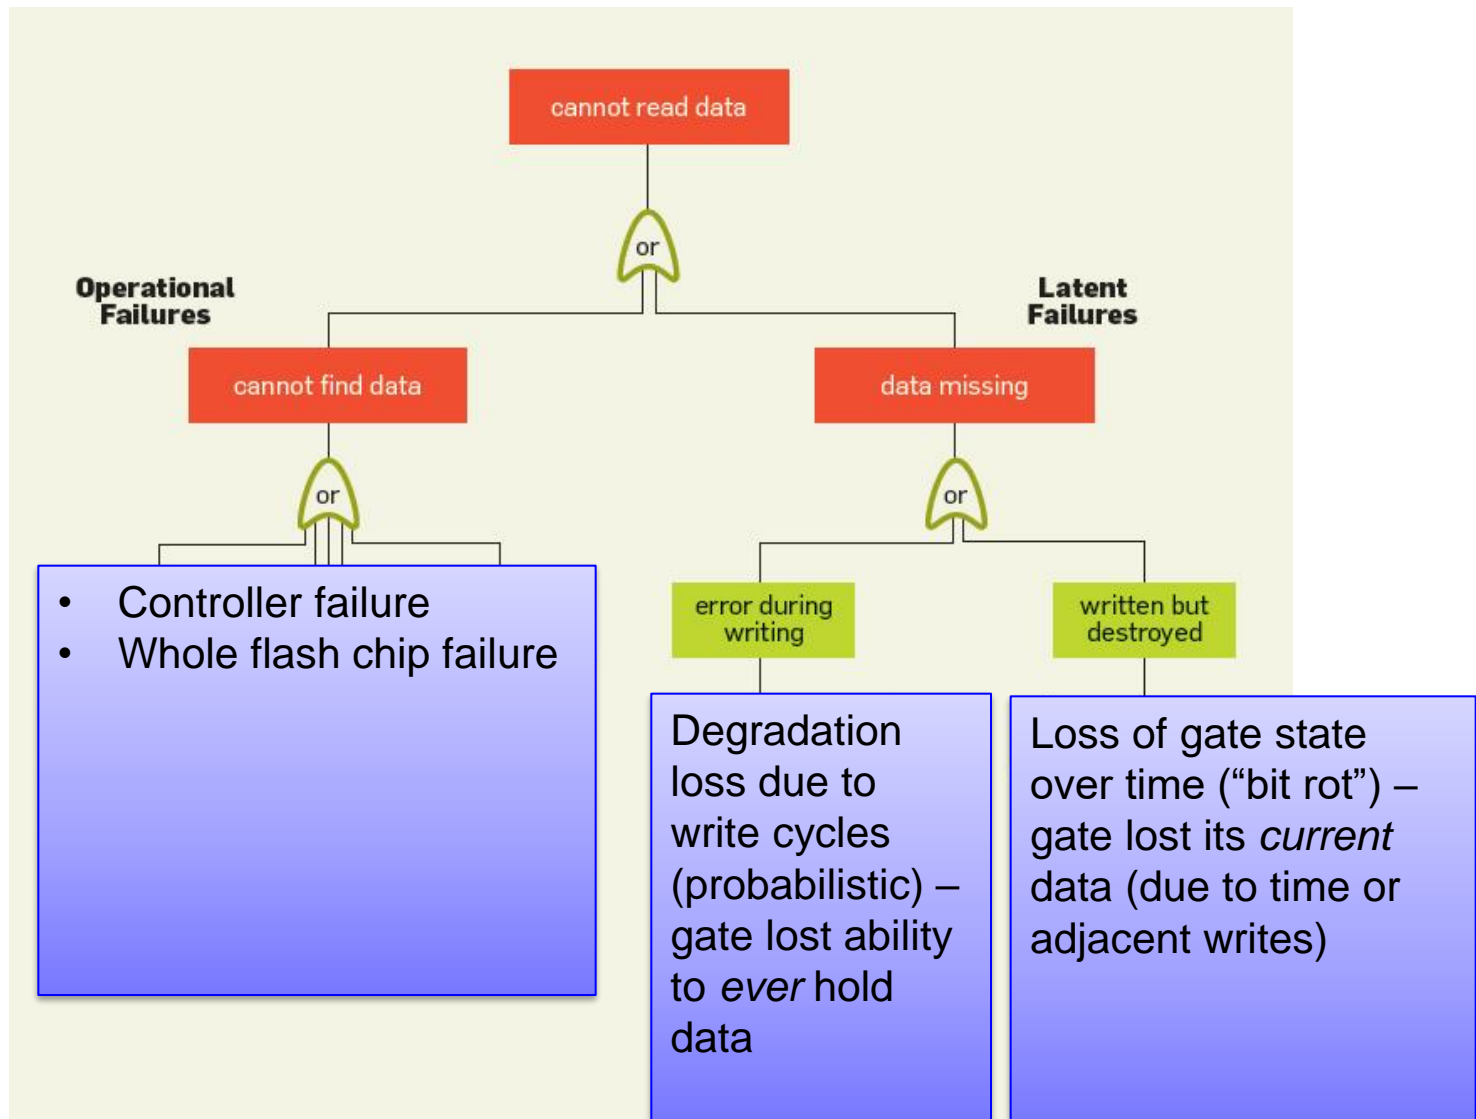 cannot read data
or
Operational
Failures
Latent
Failures
cannot find data
data missing
or
or
• Controller failure
• Whole flash chip failure
error during
writing
written but
destroyed
Degradation
loss due to
write cycles
(probabilistic) –
gate lost ability
to ever hold
data
Loss of gate state
over time (“bit rot”) –
gate lost its current
data (due to time or
adjacent writes)